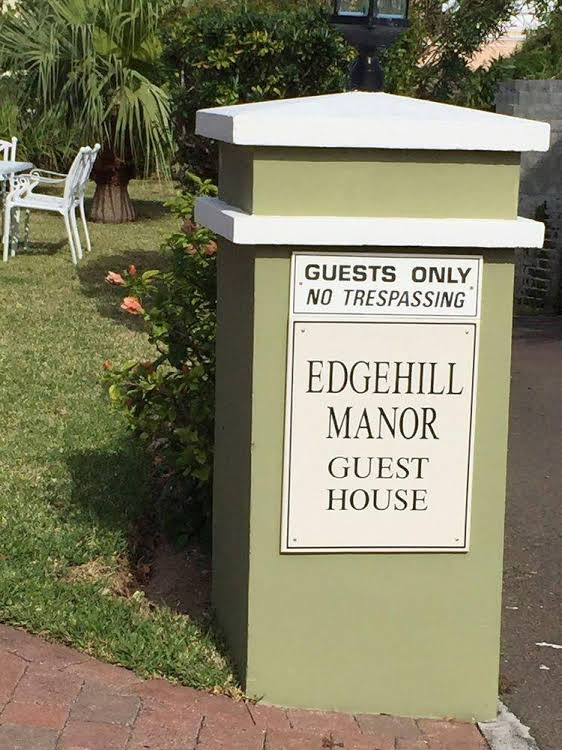 GUESTS ONLY
NO TRESPASSING
EDGEHILL
MANOR
GUEST
HOUSE